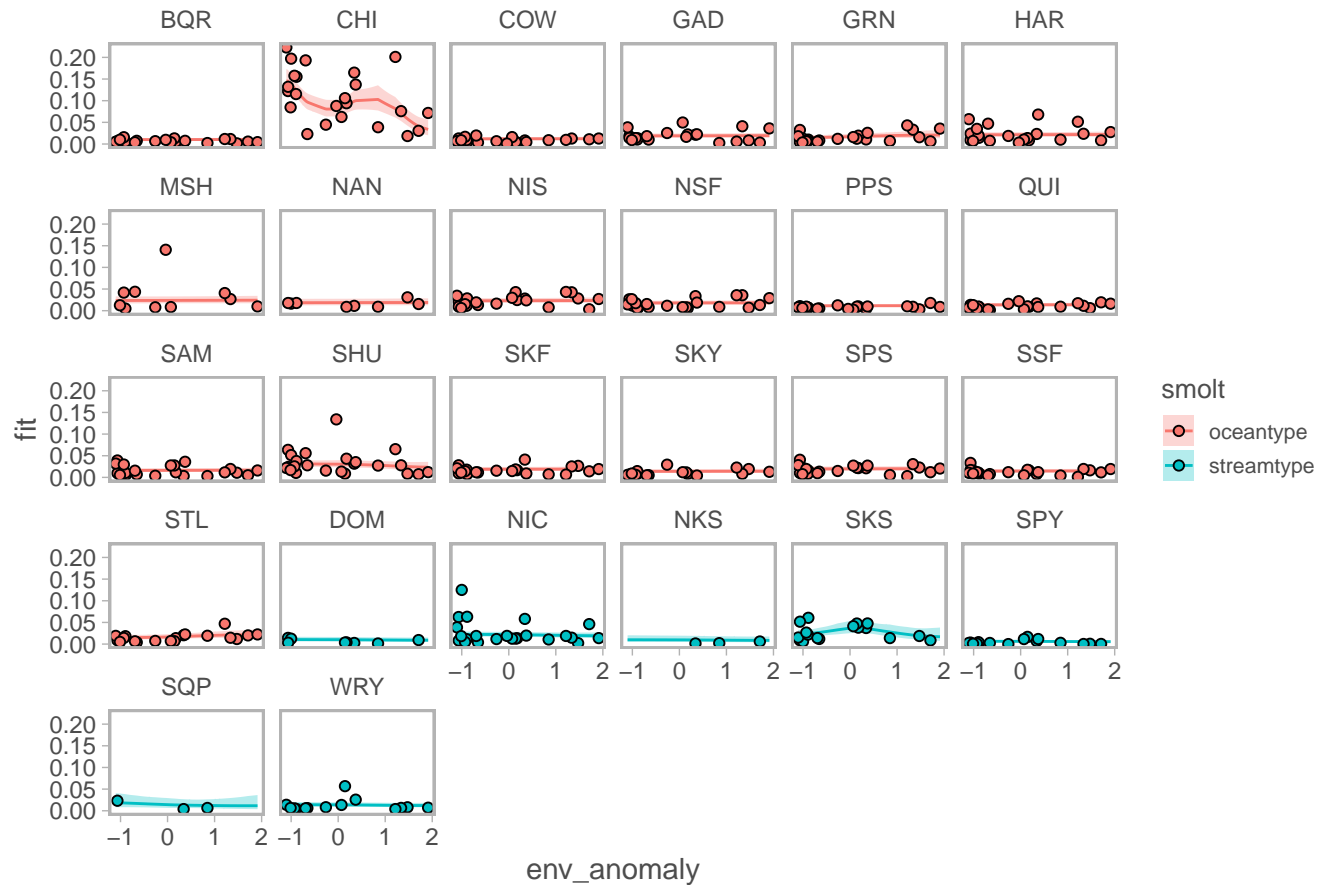 BQR CHI COW GAD GRN HAR
0.20
0.15
0.10
0.05
0.00
MSH NAN NIS NSF PPS QUI
0.20
0.15
0.10
0.05
0.00
SAM SHU SKF SKY SPS SSF
0.20
0.15
0.10
0.05
0.00
fit
smolt
oceantype
streamtype
STL DOM NIC NKS SKS SPY
0.20
0.15
0.10
0.05
0.00
−1 0 1 2 −1 0 1 2 −1 0 1 2 −1 0 1 2
SQP WRY
0.20
0.15
0.10
0.05
0.00
−1 0 1 2 −1 0 1 2
env_anomaly